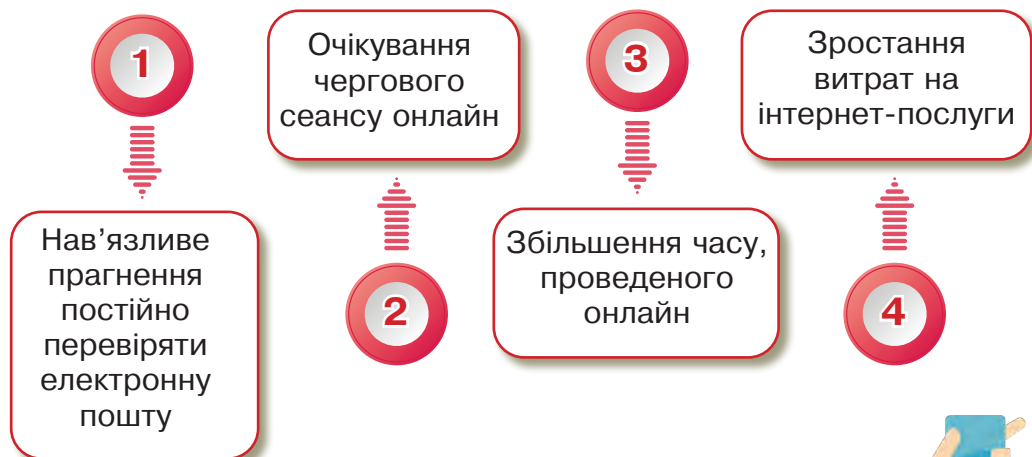 1
Нав’язливе
прагнення
постійно
перевіряти
електронну
пошту
Очікування
чергового
сеансу онлайн
2
3
Збільшення часу,
проведеного
онлайн
Зростання
витрат на
інтернет-послуги
4